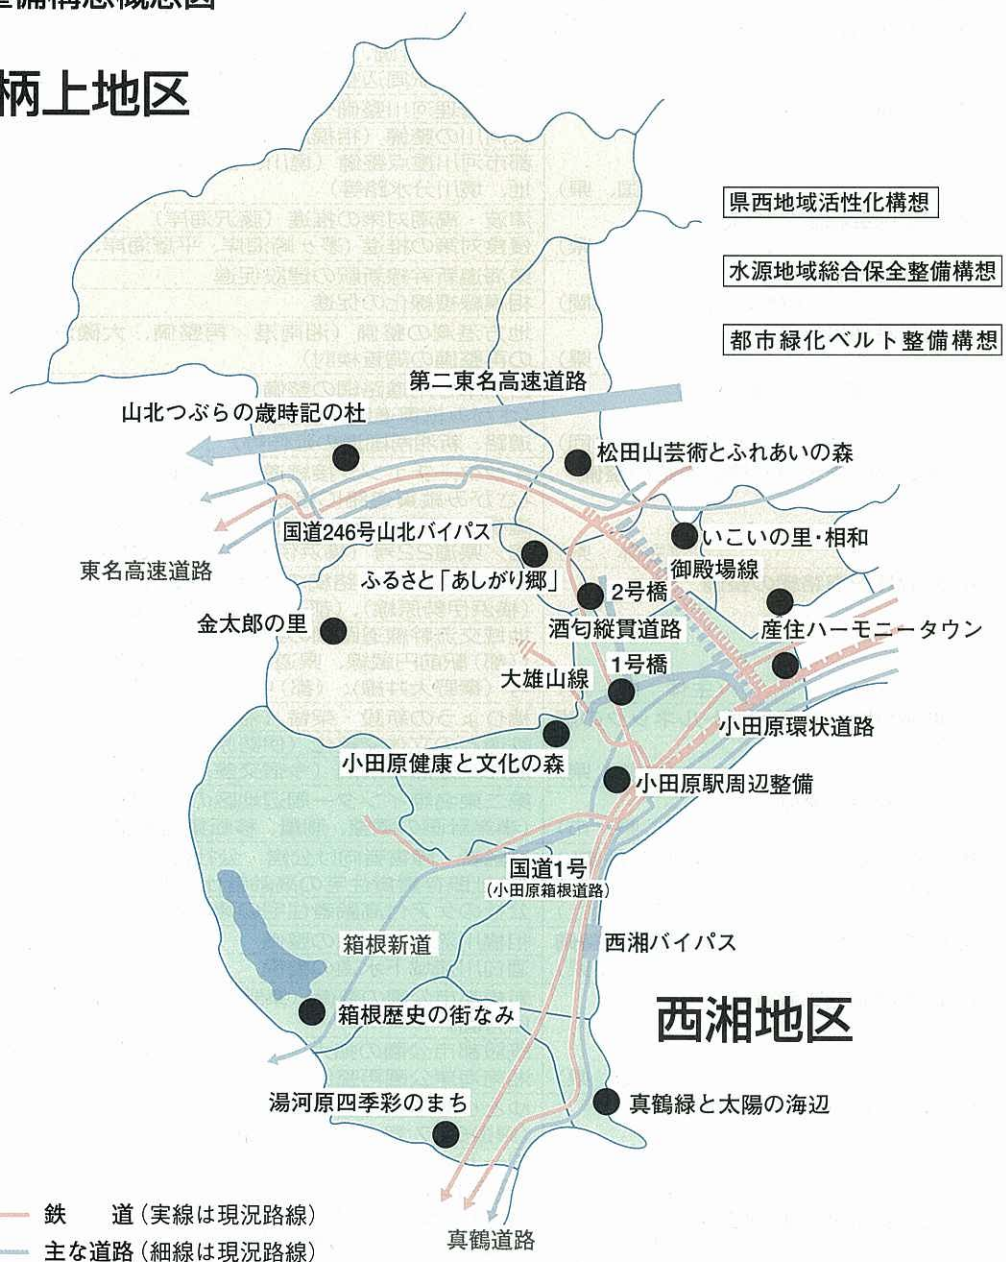 整備構想概念図
柄上地区
県西地域活性化構想
水源地域総合保全整備構想
都市緑化ベルト整備構想
第二東名高速道路
山北つぶらの歳時記の杜
松田山芸術とふれあいの森
国道246号山北バイパス
いこいの里・相和
東名高速道路
ふるさと「あしがり郷」
御殿場線
2号橋
金太郎の里
酒匂縦貫道路
産住ハーモニータウン
大雄山線
1号橋
小田原環状道路
小田原健康と文化の森
小田原駅周辺整備
国道1号
(小田原箱根道路)
箱根新道
西湘バイパス
箱根歴史の街なみ
西湘地区
湯河原四季彩のまち
真鶴緑と太陽の海辺
鉄 道(実線は現況路線)
主な道路(細線は現況路線)
真鶴道路